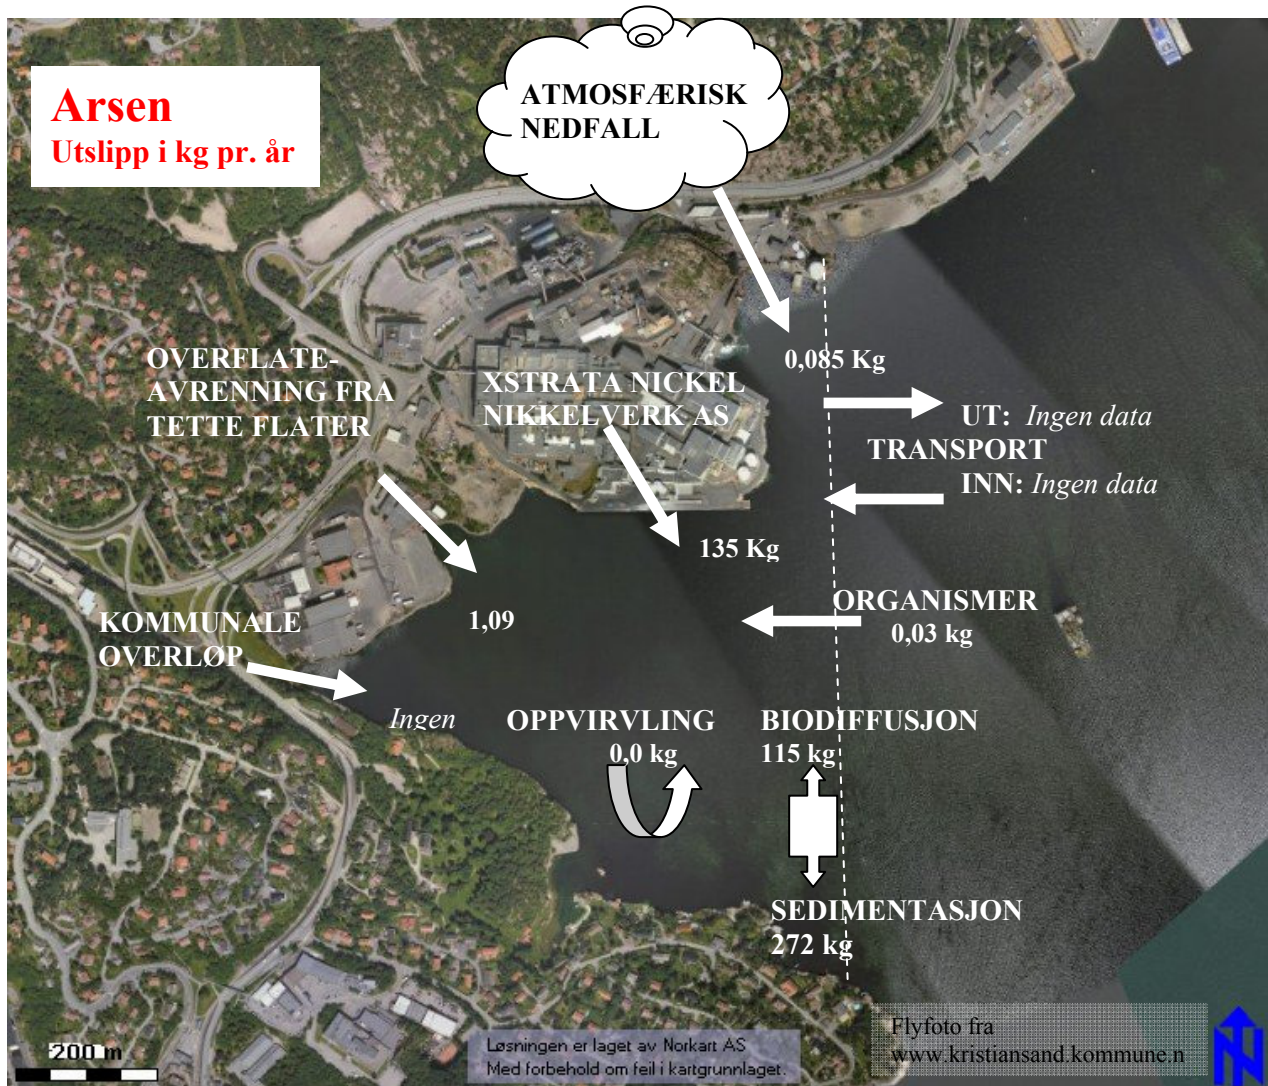 Arsen
Utslipp i kg pr. år
ATMOSFÆRISK
NEDFALL
0,085 Kg
OVERFLATE-
AVRENNING FRA
TETTE FLATER
XSTRATA NICKEL
NIKKELVERK AS
UT: Ingen data
TRANSPORT
INN: Ingen data
135 Kg
1,09
ORGANISMER
0,03 kg
KOMMUNALE
OVERLØP
Ingen
OPPVIRVLING
0,0 kg
BIODIFFUSJON
115 kg
SEDIMENTASJON
272 kg
200 m
Løsningen er laget av Norkart AS
Med forbehold om feil i kartgrunnlaget.
Flyfoto fra
www.kristiansand.kommune.n
N